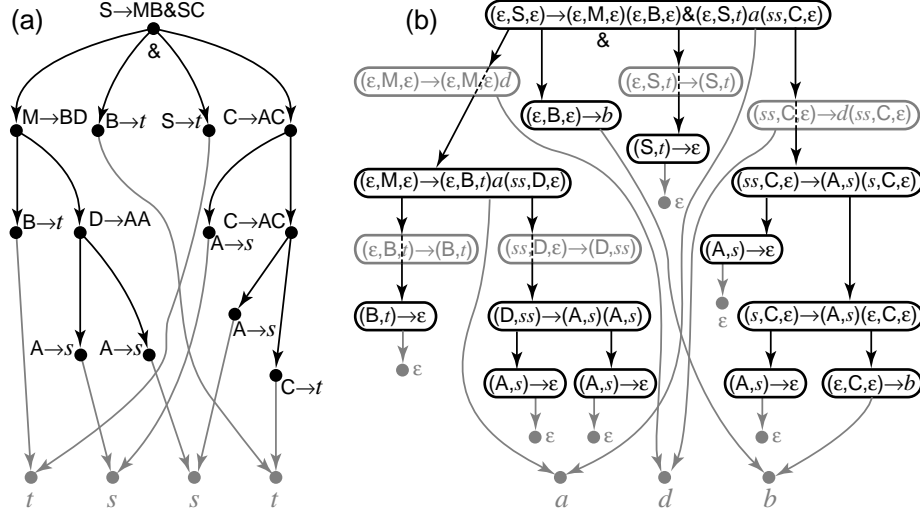 (a)
S→MB&SC
&
M→BD
B→t
S→t
C→AC
B→t
D→AA
A→s
C→AC
A→s
A→s
A→s
C→t
t s s t
(b)
(ε,S,ε)→(ε,M,ε)(ε,B,ε)&(ε,S,t)a(ss,C,ε)
&
(ε,M,ε)→(ε,M,ε)d
(ε,S,t)→(S,t)
(ε,B,ε)→b
(ss,C,ε)→d(ss,C,ε)
(S,t)→ε
ε
(ε,M,ε)→(ε,B,t)a(ss,D,ε)
(ss,C,ε)→(A,s)(s,C,ε)
(ε,B,t)→(B,t)
(ss,D,ε)→(D,ss)
(A,s)→ε
ε
(B,t)→ε
(D,ss)→(A,s)(A,s)
(s,C,ε)→(A,s)(ε,C,ε)
ε
(A,s)→ε
(A,s)→ε
(A,s)→ε
(ε,C,ε)→b
ε
ε
ε
a d b